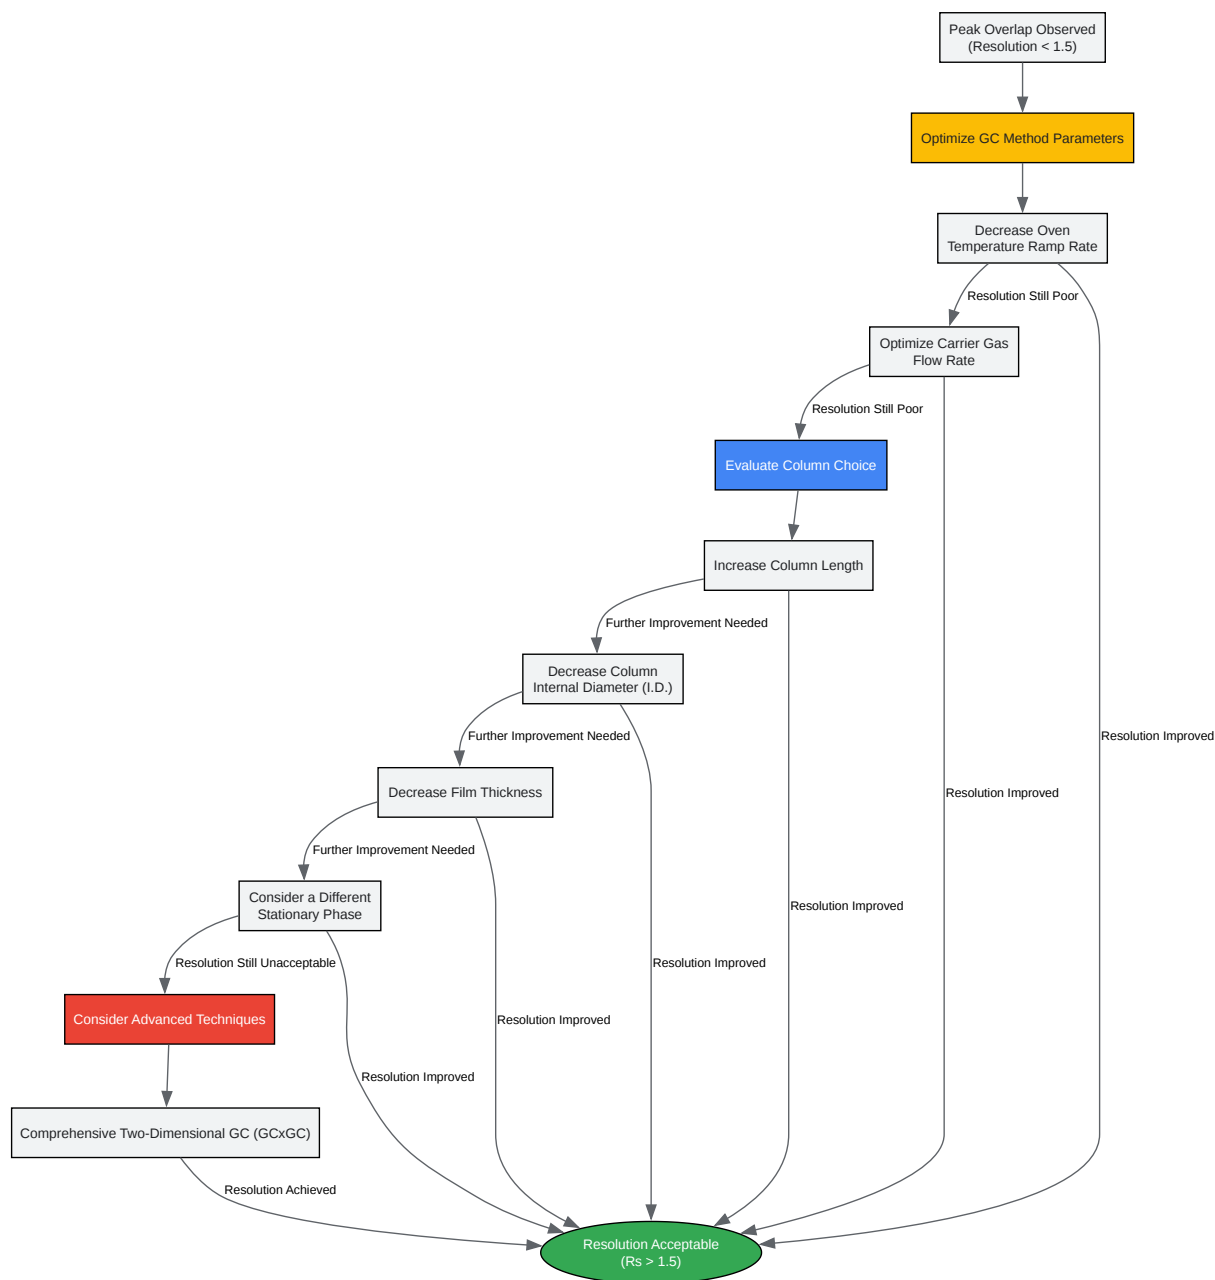 Peak Overlap Observed
(Resolution < 1.5)
Optimize GC Method Parameters
Decrease Oven
Temperature Ramp Rate
Resolution Still Poor
Optimize Carrier Gas
Flow Rate
Resolution Still Poor
Evaluate Column Choice
Increase Column Length
Further Improvement Needed
Decrease Column
Internal Diameter (I.D.)
Further Improvement Needed
Resolution Improved
Decrease Film Thickness
Resolution Improved
Further Improvement Needed
Consider a Different
Stationary Phase
Resolution Improved
Resolution Still Unacceptable
Resolution Improved
Consider Advanced Techniques
Resolution Improved
Resolution Improved
Comprehensive Two-Dimensional GC (GCxGC)
Resolution Achieved
Resolution Acceptable
(Rs > 1.5)